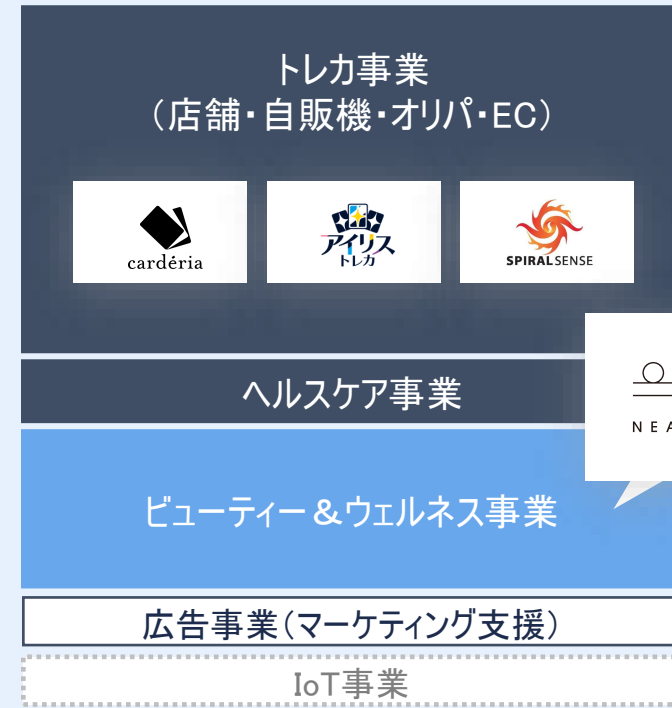 トレカ事業
（店舗・自販機・オリパ・EC）
cardéria
アイリス
トレカ
SPIRALSENSE
ヘルスケア事業
NEA
ビューティー＆ウェルネス事業
広告事業（マーケティング支援）
IoT事業